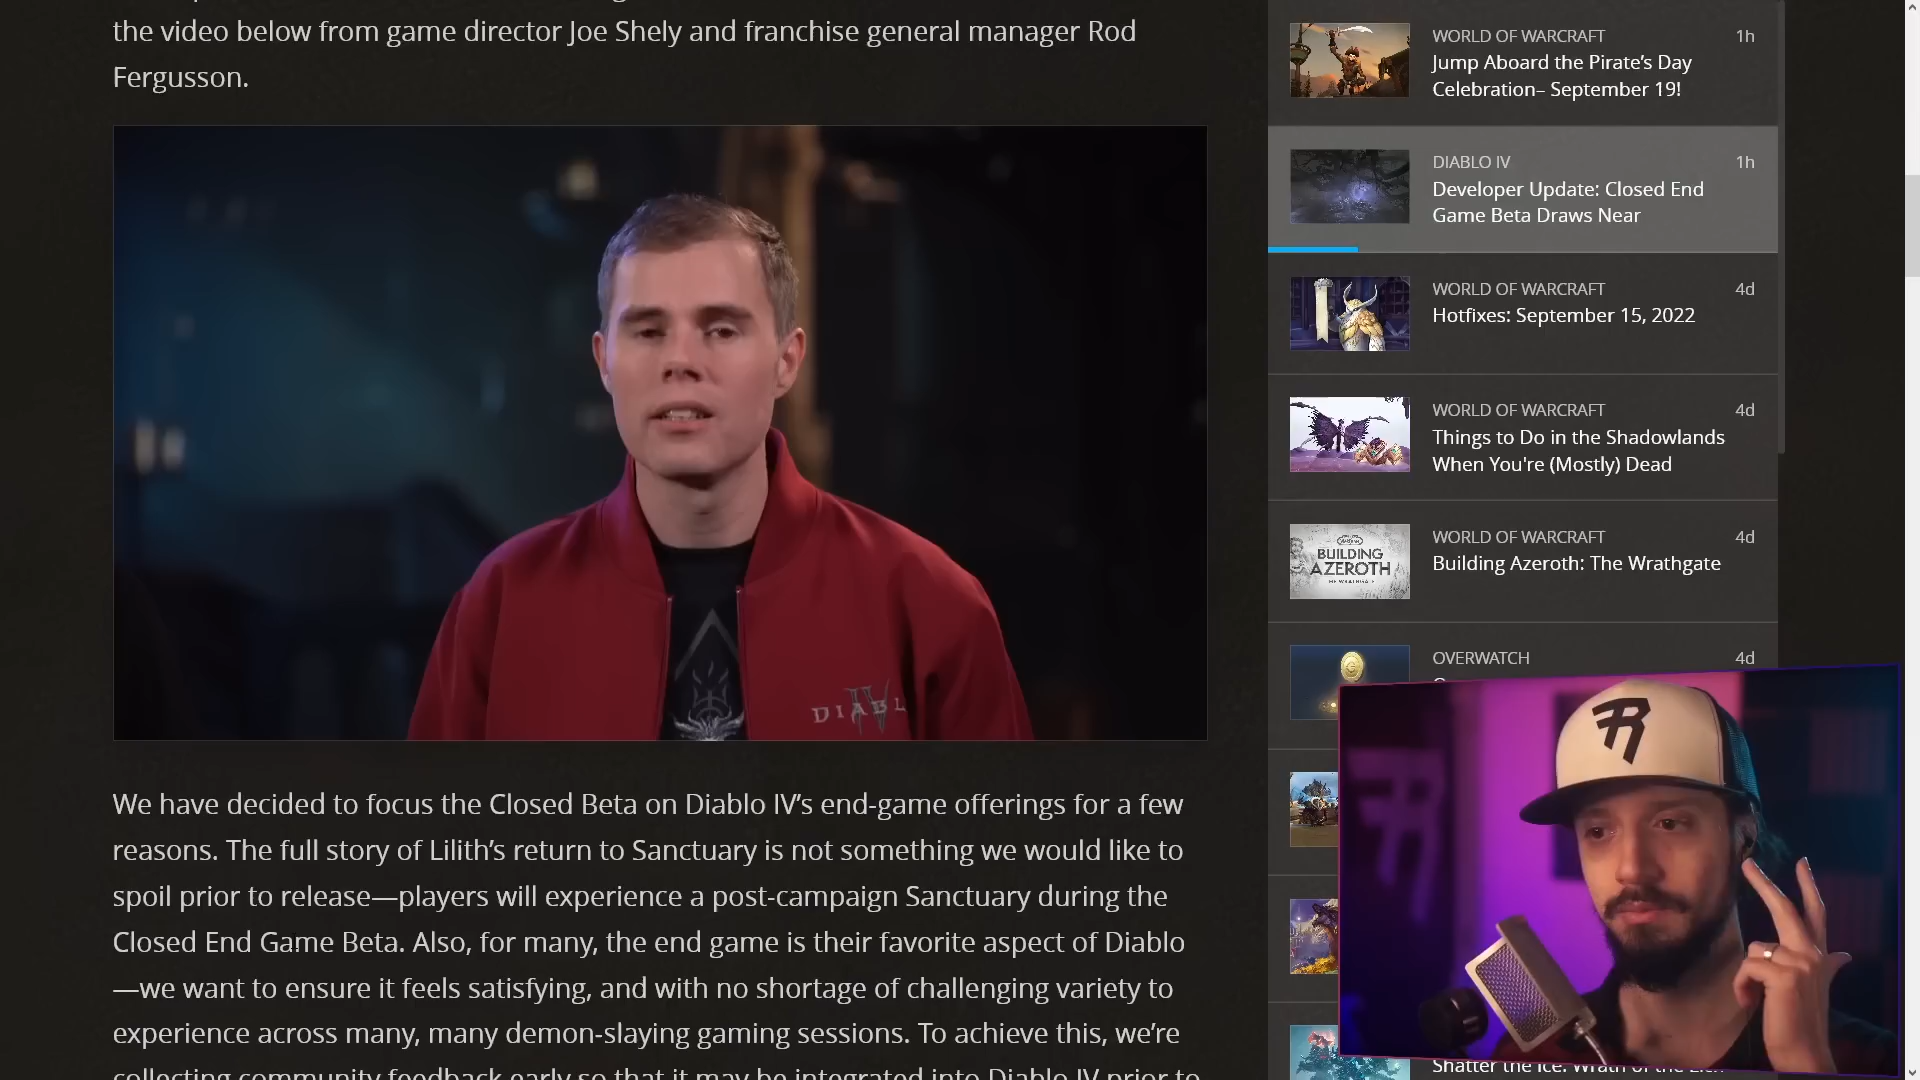 the video below from game director Joe Shely and franchise general manager Rod
Fergusson.
DIABL
IV
We have decided to focus the Closed Beta on Diablo IV’s end-game offerings for a few
reasons. The full story of Lilith’s return to Sanctuary is not something we would like to
spoil prior to release—players will experience a post-campaign Sanctuary during the
Closed End Game Beta. Also, for many, the end game is their favorite aspect of Diablo
—we want to ensure it feels satisfying, and with no shortage of challenging variety to
experience across many, many demon-slaying gaming sessions. To achieve this, we’re
collecting community feedback early so that it may be integrated into Diablo IV prior to
WORLD OF WARCRAFT 1h
Jump Aboard the Pirate’s Day
Celebration– September 19!
DIABLO IV 1h
Developer Update: Closed End
Game Beta Draws Near
WORLD OF WARCRAFT 4d
Hotfixes: September 15, 2022
WORLD OF WARCRAFT 4d
Things to Do in the Shadowlands
When You're (Mostly) Dead
BUILDING
AZEROTH
WORLD OF WARCRAFT 4d
Building Azeroth: The Wrathgate
OVERWATCH 4d
R
Shatter the Ice: Wrath of the